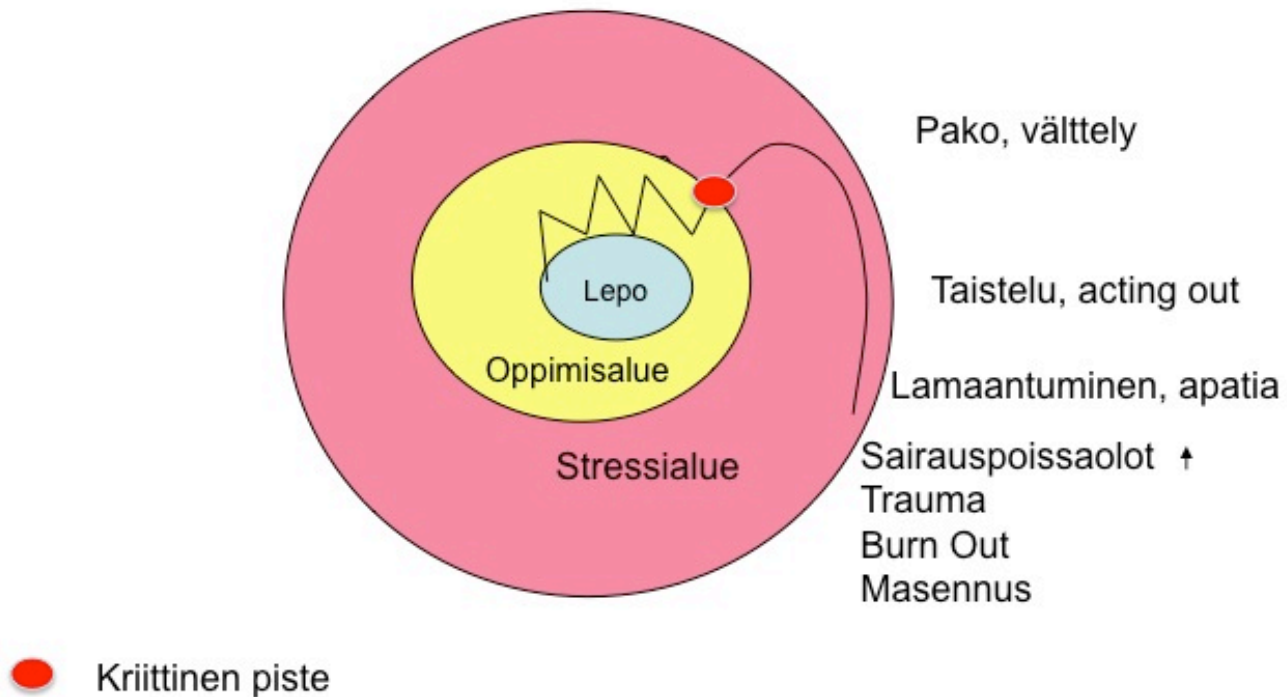 Pako, välttely
Taistelu, acting out
Lepo
Oppimisalue
Lamaantuminen, apatia
Stressialue
Sairauspoissaolot ↑
Trauma
Burn Out
Masennus
Kriittinen piste